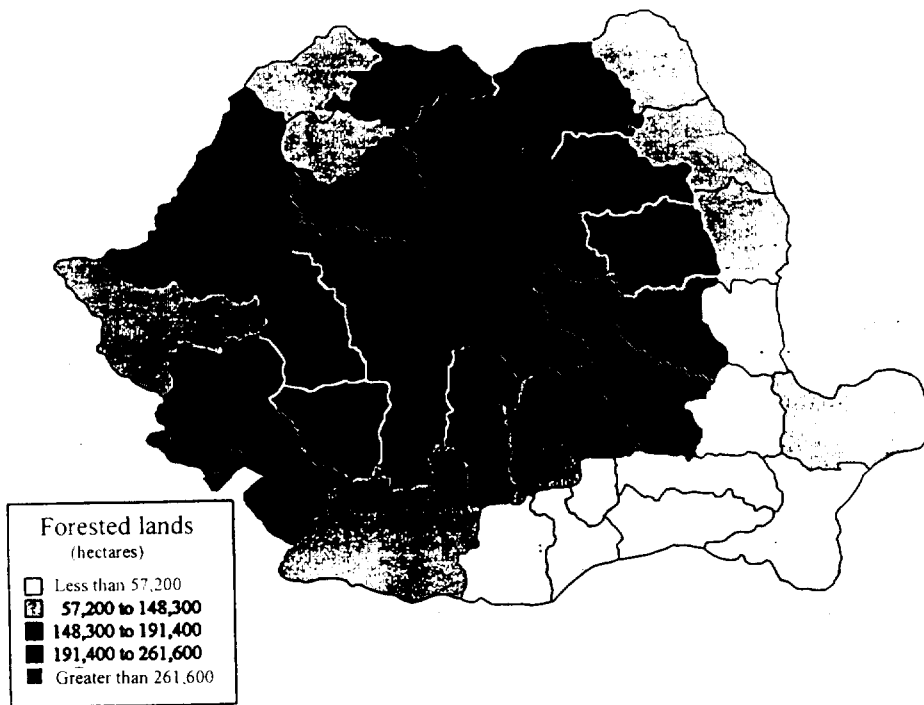 Forested lands
(hectares)
Less than 57,200
57,200 to 148,300
148,300 to 191,400
191,400 to 261,600
Greater than 261,600